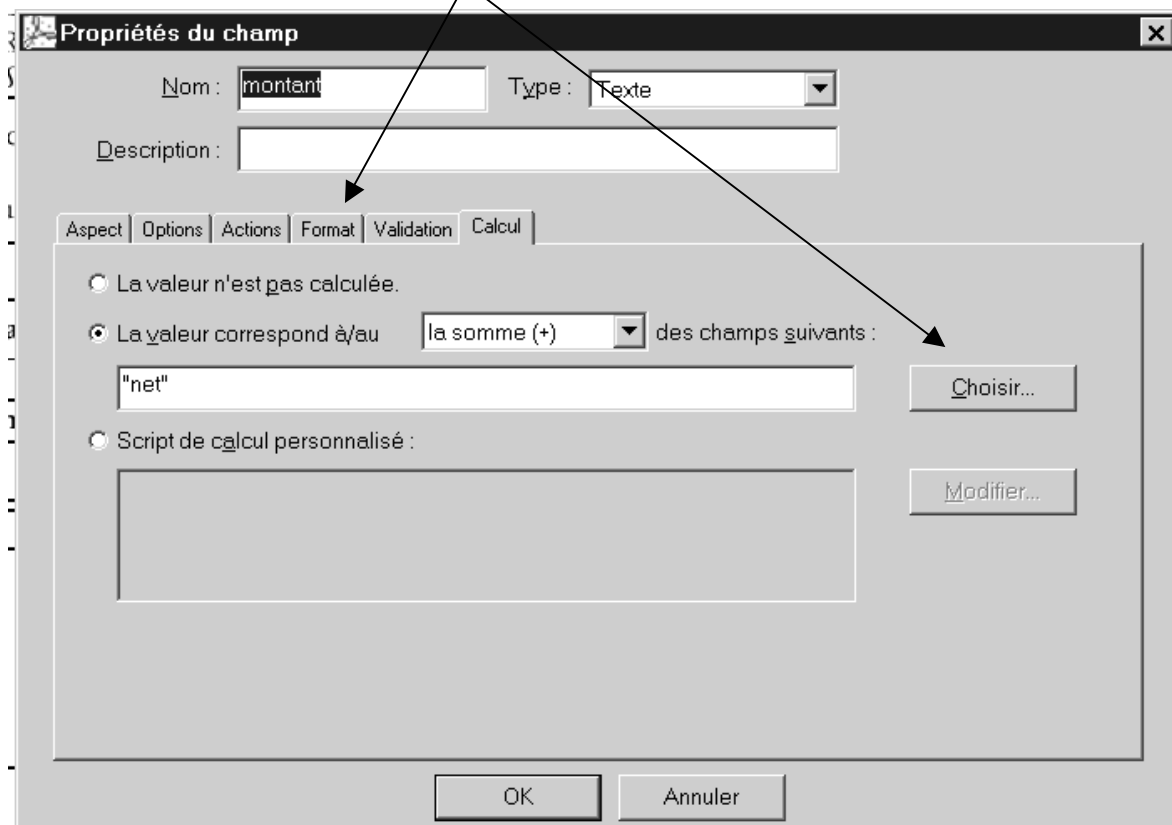 Propriétés du champ
Nom : montant Type : Texte
Description :
Aspect Options Actions Format Validation Calcul
La valeur n'est pas calculée.
La valeur correspond à/au la somme (+) des champs suivants :
"net" Choisir...
Script de calcul personnalisé :
Modifier...
OK Annuler